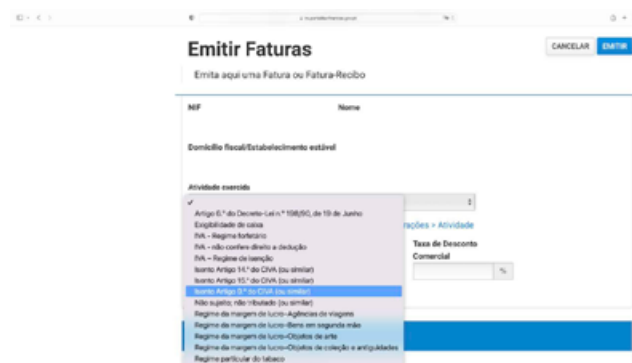 Emitir Faturas
CANCELAR
EMITIR
Emita aqui uma Fatura ou Fatura-Recibo
NIF
Nome
Domicílio fiscal/Estabelecimento estável
Atividade exercida
Artigo 6.º do Decreto-Lei n.º 198/90, de 19 de Junho
Exigibilidade de caixa
rações > Atividade
IVA - Regime forfetário
IVA – não confere direito a dedução
Taxa de Desconto
IVA – Regime de isenção
Comercial
Isento Artigo 14.º do CIVA (ou similar)
Isento Artigo 15.º do CIVA (ou similar)
%
Isento Artigo 9.º do CIVA (ou similar)
Não sujeito; não tributado (ou similar)
Regime da margem de lucro–Agências de viagens
Regime da margem de lucro–Bens em segunda mão
Regime da margem de lucro–Objetos de arte
Regime da margem de lucro–Objetos de coleção e antiguidades
Regime particular do tabaco